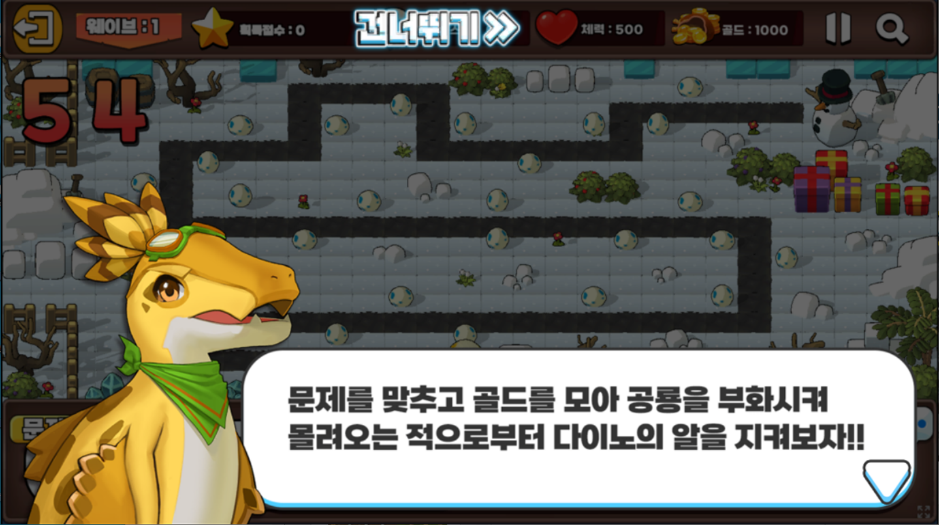 웨이브 : 1
획득점수 : 0
건너뛰기
체력 : 500
골드 : 1000
54
문제를 맞추고 골드를 모아 공룡을 부화시켜
몰려오는 적으로부터 다이노의 알을 지켜보자!!